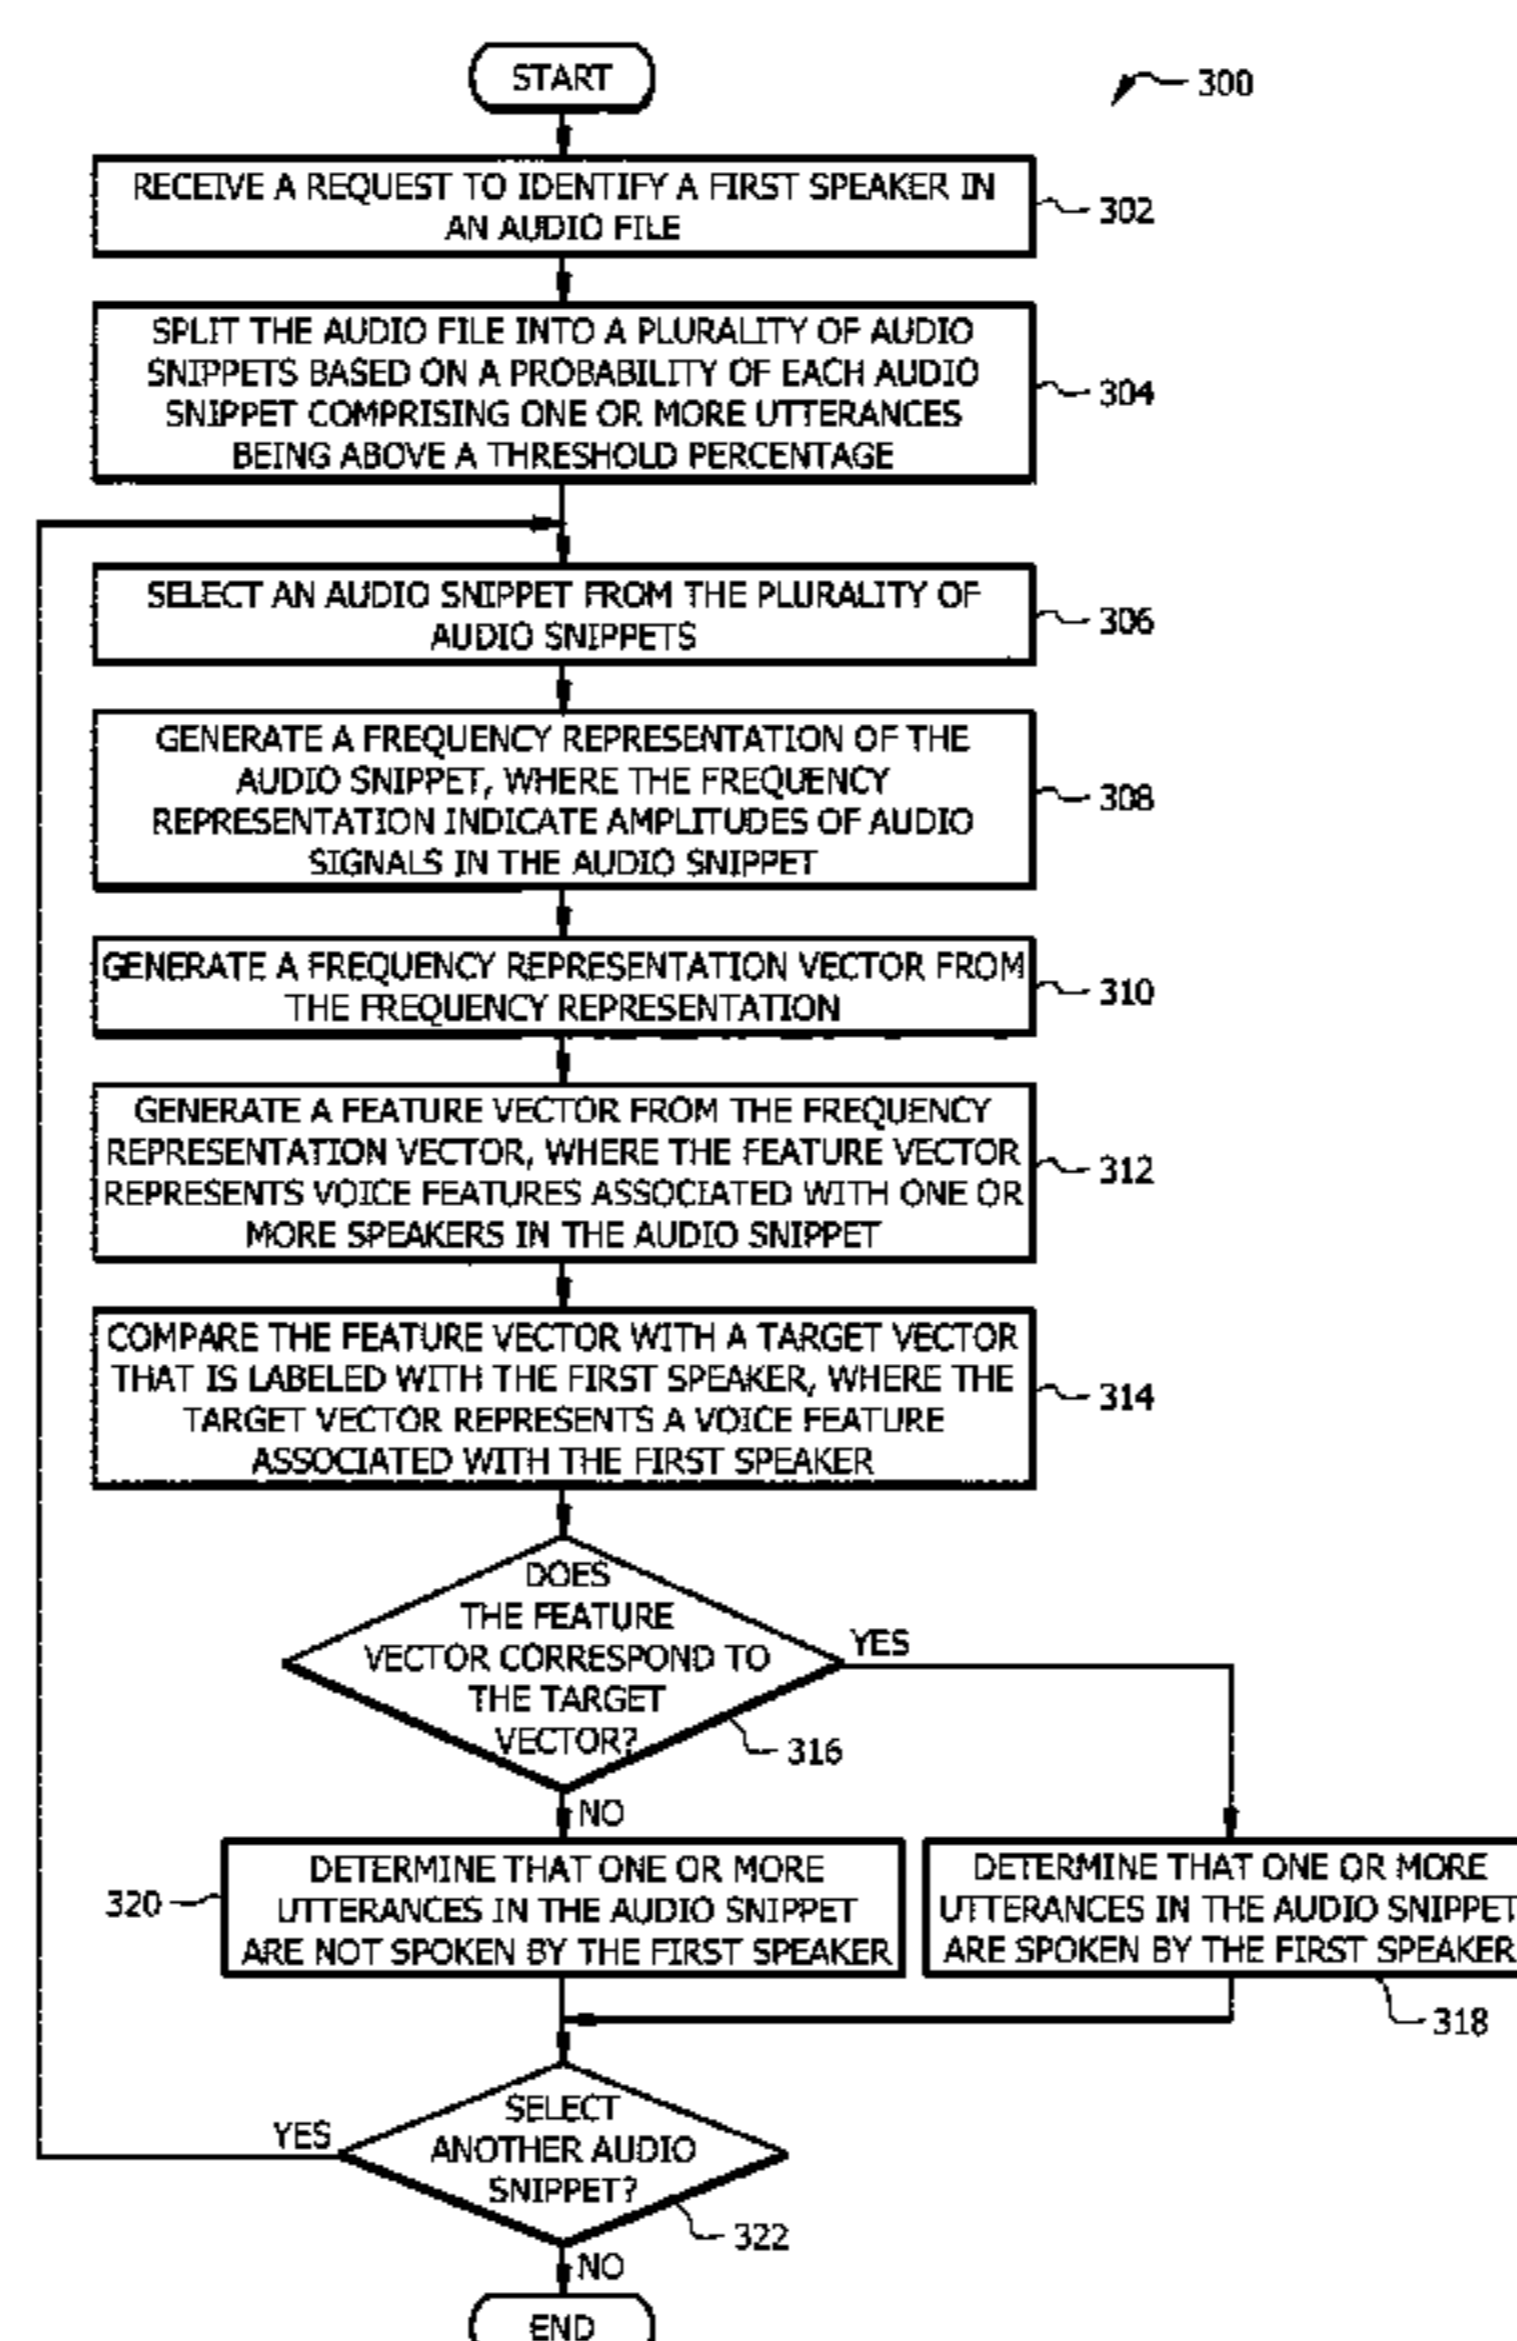 START
300
RECEIVE A REQUEST TO IDENTIFY A FIRST SPEAKER IN
AN AUDIO FILE
302
SPLIT THE AUDIO FILE INTO A PLURALITY OF AUDIO
SNIPPETS BASED ON A PROBABILITY OF EACH AUDIO
SNIPPET COMPRISING ONE OR MORE UTTERANCES
BEING ABOVE A THRESHOLD PERCENTAGE
304
SELECT AN AUDIO SNIPPET FROM THE PLURALITY OF
AUDIO SNIPPETS
306
GENERATE A FREQUENCY REPRESENTATION OF THE
AUDIO SNIPPET, WHERE THE FREQUENCY
REPRESENTATION INDICATE AMPLITUDES OF AUDIO
SIGNALS IN THE AUDIO SNIPPET
308
GENERATE A FREQUENCY REPRESENTATION VECTOR FROM
THE FREQUENCY REPRESENTATION
310
GENERATE A FEATURE VECTOR FROM THE FREQUENCY
REPRESENTATION VECTOR, WHERE THE FEATURE VECTOR
REPRESENTS VOICE FEATURES ASSOCIATED WITH ONE OR
MORE SPEAKERS IN THE AUDIO SNIPPET
312
COMPARE THE FEATURE VECTOR WITH A TARGET VECTOR
THAT IS LABELED WITH THE FIRST SPEAKER, WHERE THE
TARGET VECTOR REPRESENTS A VOICE FEATURE
ASSOCIATED WITH THE FIRST SPEAKER
314
DOES
THE FEATURE
VECTOR CORRESPOND TO
THE TARGET
VECTOR?
YES
316
NO
DETERMINE THAT ONE OR MORE
UTTERANCES IN THE AUDIO SNIPPET
ARE NOT SPOKEN BY THE FIRST SPEAKER
320
DETERMINE THAT ONE OR MORE
UTTERANCES IN THE AUDIO SNIPPET
ARE SPOKEN BY THE FIRST SPEAKER
318
SELECT
ANOTHER AUDIO
SNIPPET?
YES
322
NO
END